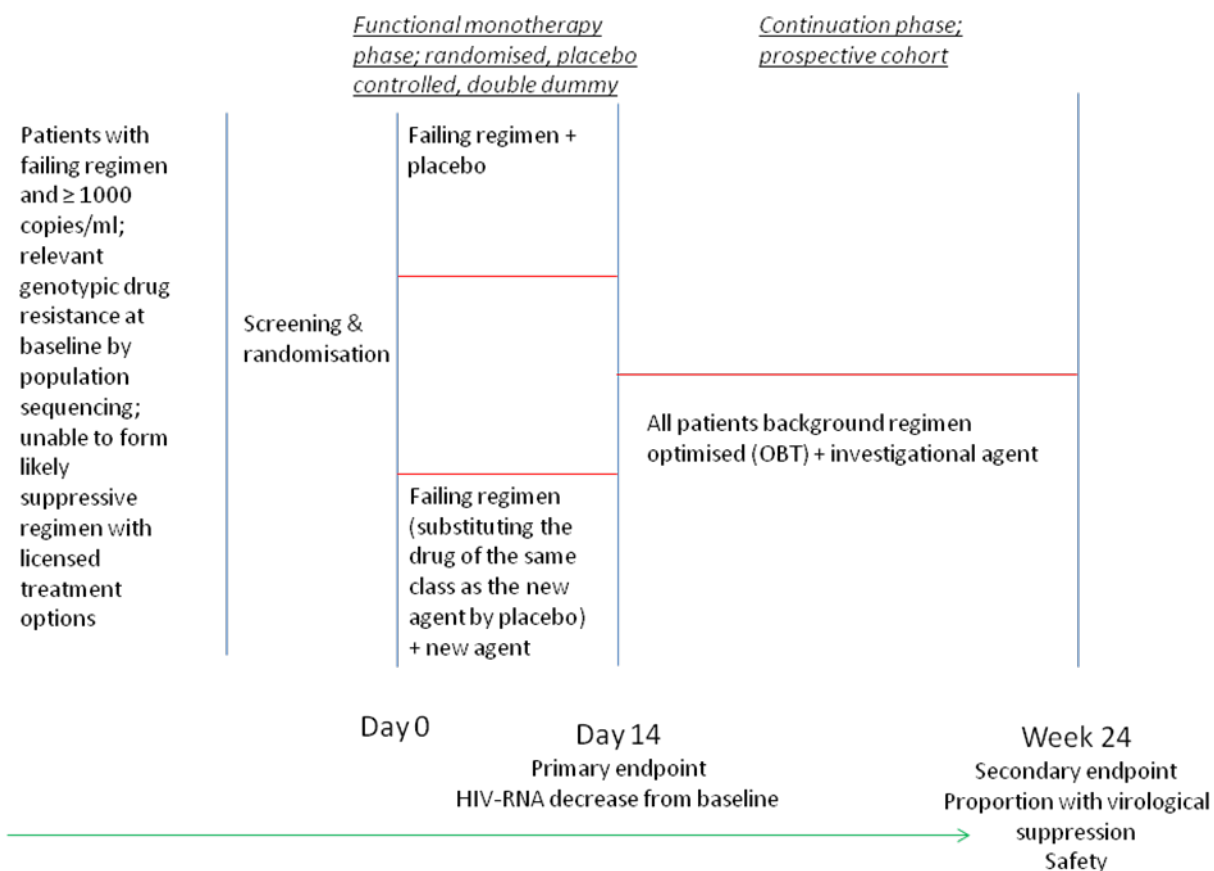 Functional monotherapy
phase; randomised, placebo
controlled, double dummy
Continuation phase;
prospective cohort
Patients with
failing regimen
and ≥ 1000
copies/ml;
relevant
genotypic drug
resistance at
baseline by
population
sequencing;
unable to form
likely
suppressive
regimen with
licensed
treatment
options
Screening &
randomisation
Failing regimen +
placebo
Failing regimen
(substituting the
drug of the same
class as the new
agent by placebo)
+ new agent
All patients background regimen
optimised (OBT) + investigational agent
Day 0
Day 14
Primary endpoint
HIV-RNA decrease from baseline
Week 24
Secondary endpoint
Proportion with virological
suppression
Safety